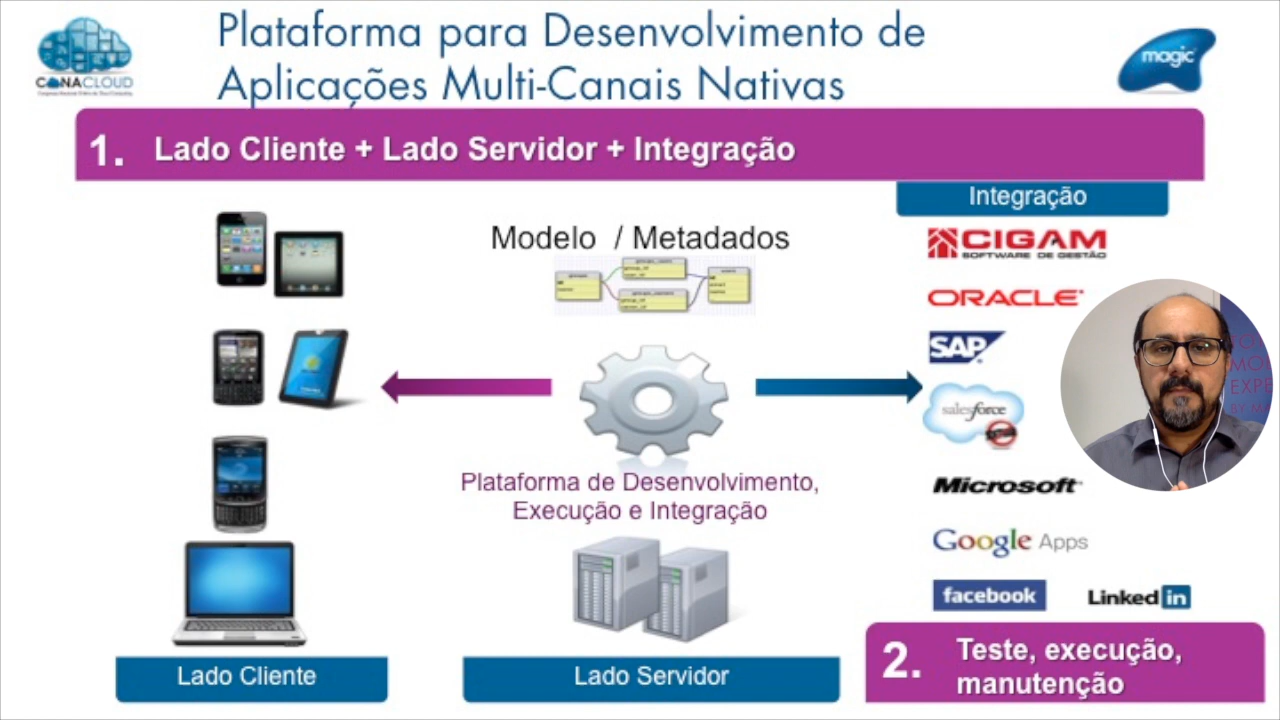 Plataforma para Desenvolvimento de
Aplicações Multi-Canais Nativas
CONACLOUD
magic
1. Lado Cliente + Lado Servidor + Integração
Integração
Modelo / Metadados
CIGAM
SOFTWARE DE GESTÃO
ORACLE
SAP
salesforce
Microsoft
Google Apps
facebook
LinkedIn
Plataforma de Desenvolvimento,
Execução e Integração
Lado Cliente
Lado Servidor
2. Teste, execução,
manutenção